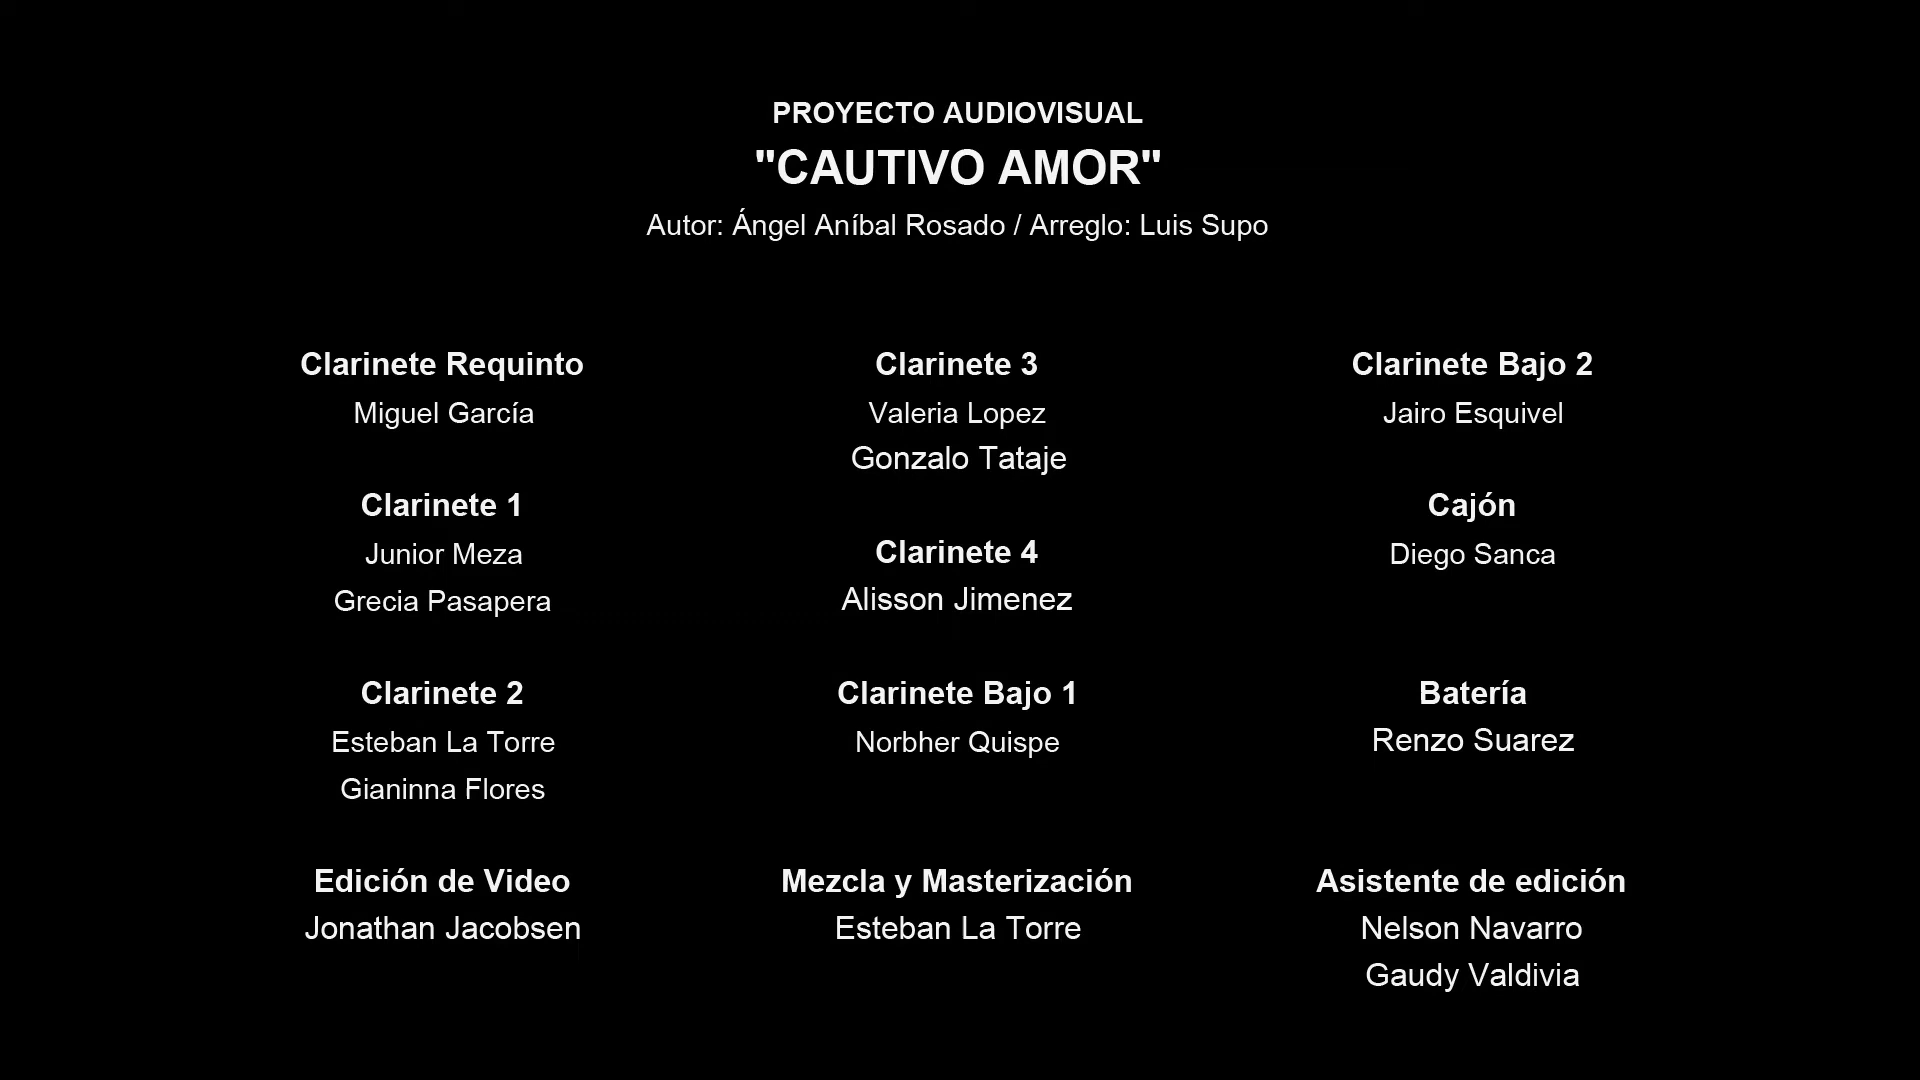 PROYECTO AUDIOVISUAL
"CAUTIVO AMOR"
Autor: Ángel Aníbal Rosado / Arreglo: Luis Supo
Clarinete Requinto
Miguel García
Clarinete 1
Junior Meza
Grecia Pasapera
Clarinete 2
Esteban La Torre
Gianinna Flores
Edición de Video
Jonathan Jacobsen
Clarinete 3
Valeria Lopez
Gonzalo Tataje
Clarinete 4
Alisson Jimenez
Clarinete Bajo 1
Norbher Quispe
Mezcla y Masterización
Esteban La Torre
Clarinete Bajo 2
Jairo Esquivel
Cajón
Diego Sanca
Batería
Renzo Suarez
Asistente de edición
Nelson Navarro
Gaudy Valdivia